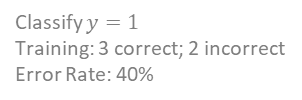 Classify y = 1
Training: 3 correct; 2 incorrect
Error Rate: 40%